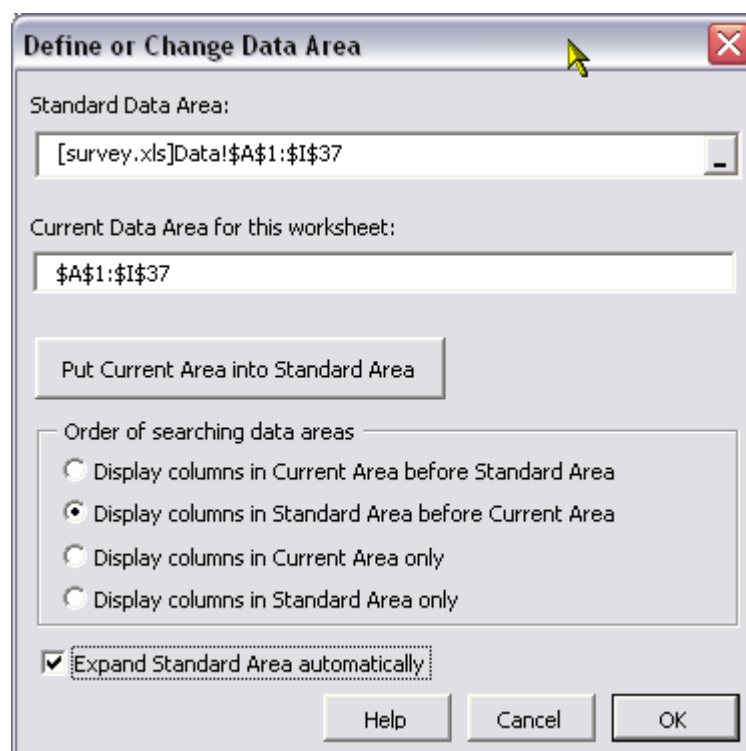 Define or Change Data Area
Standard Data Area:
[survey.xls]Data!$A$1:$I$37
Current Data Area for this worksheet:
$A$1:$I$37
Put Current Area into Standard Area
Order of searching data areas
Display columns in Current Area before Standard Area
Display columns in Standard Area before Current Area
Display columns in Current Area only
Display columns in Standard Area only
Expand Standard Area automatically
Help Cancel OK